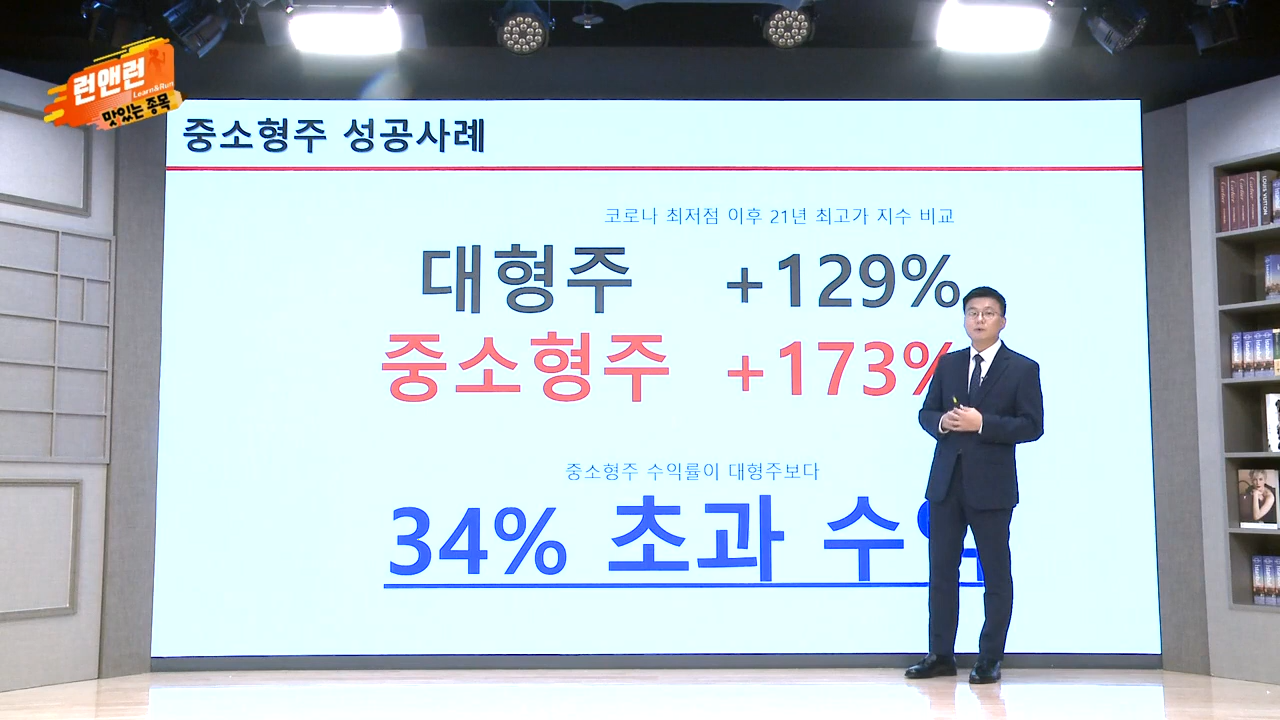 런앤런
Learn&Run
맛있는 종목
중소형주 성공사례
코로나 최저점 이후 21년 최고가 지수 비교
대형주 +129%
중소형주 +173%
중소형주 수익률이 대형주보다
34% 초과 수익
LOUIS VUITTON